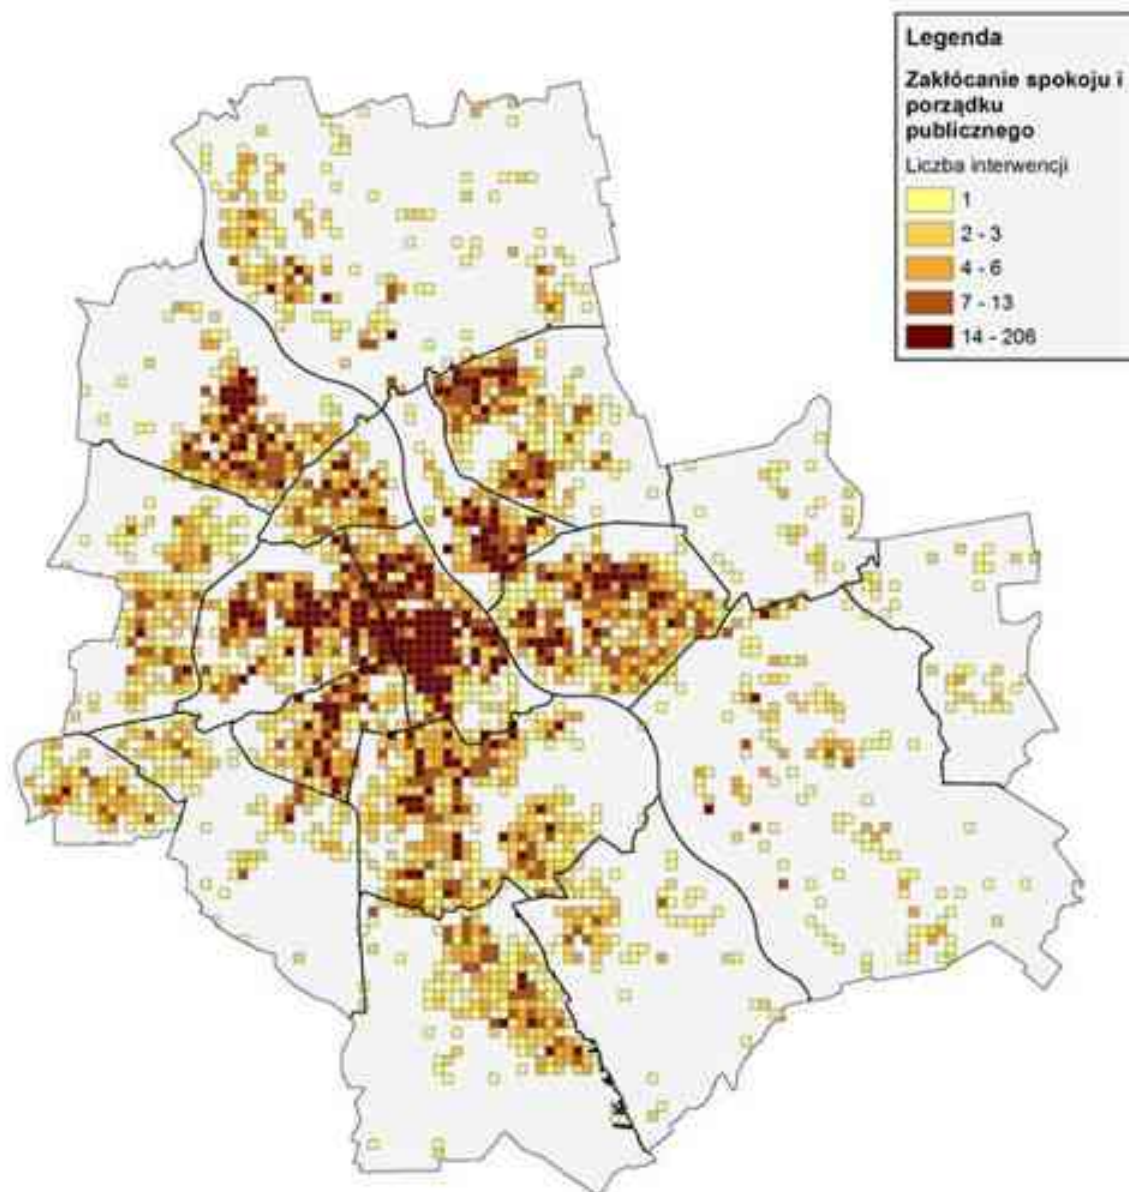 Legenda
Zakłócanie spokoju i
porządku
publicznego
Liczba interwencji
1
2 - 3
4 - 6
7 - 13
14 - 206